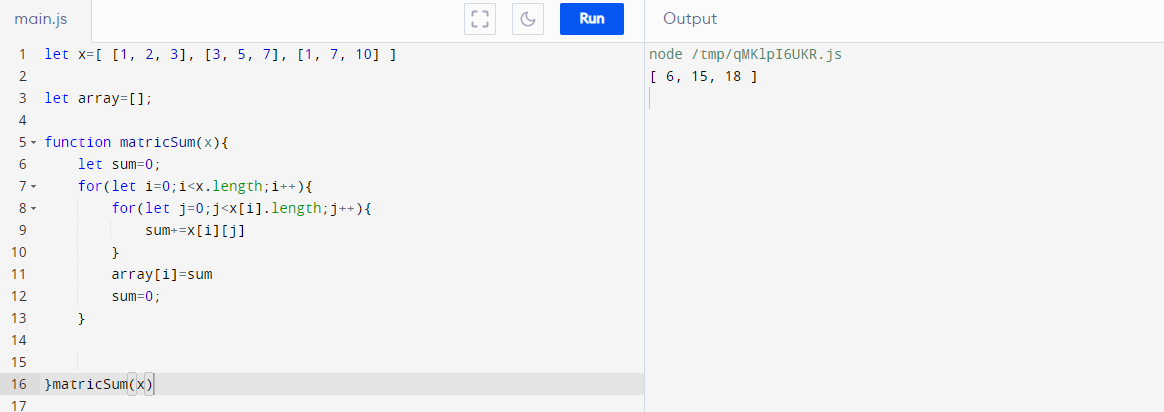 main.js
Run
Output
1 let x=[ [1, 2, 3], [3, 5, 7], [1, 7, 10] ]
2
3 let array=[];
4
5 function matricSum(x){
6 let sum=0;
7 for(let i=0;i<x.length;i++){
8 for(let j=0;j<x[i].length;j++){
9 sum+=x[i][j]
10 }
11 array[i]=sum
12 sum=0;
13 }
14
15
16 }matricSum(x)
17
node /tmp/qMKlpI6UKR.js
[ 6, 15, 18 ]